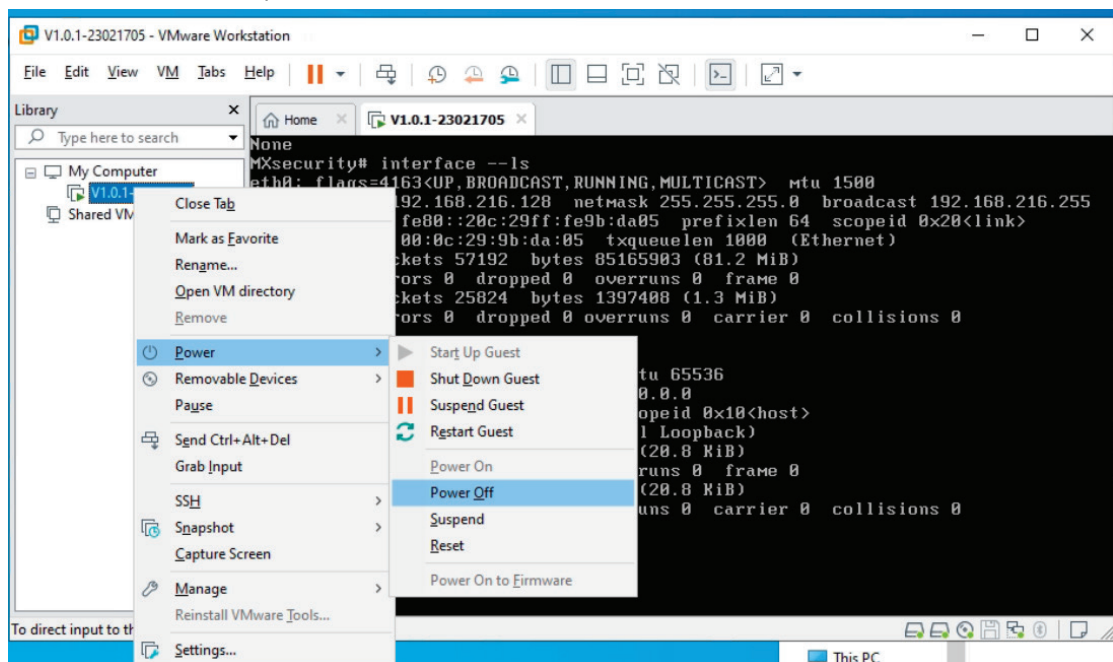 V1.0.1-23021705 - VMware Workstation
File Edit View VM Tabs Help
Library
Type here to search
Home
V1.0.1-23021705
My Computer
V1.0.1-
Shared VM
None
MXsecurity# interface --ls
eth0: flags=4163<UP,BROADCAST,RUNNING,MULTICAST> mtu 1500
192.168.216.128 netmask 255.255.255.0 broadcast 192.168.216.255
fe80::20c:29ff:fe9b:da05 prefixlen 64 scopeid 0x20<link>
00:0c:29:9b:da:05 txqueuelen 1000 (Ethernet)
ckets 57192 bytes 85165903 (81.2 MiB)
rors 0 dropped 0 overruns 0 frame 0
ckets 25824 bytes 1397408 (1.3 MiB)
rors 0 dropped 0 overruns 0 carrier 0 collisions 0
tu 65536
0.0.0
opeid 0x10<host>
l Loopback)
(20.8 KiB)
runs 0 frame 0
(20.8 KiB)
uns 0 carrier 0 collisions 0
Close Tab
Mark as Favorite
Rename...
Open VM directory
Remove
Power
Removable Devices
Pause
Send Ctrl+Alt+Del
Grab Input
SSH
Snapshot
Capture Screen
Manage
Reinstall VMware Tools...
Settings...
Start Up Guest
Shut Down Guest
Suspend Guest
Restart Guest
Power On
Power Off
Suspend
Reset
Power On to Firmware
To direct input to th
This PC